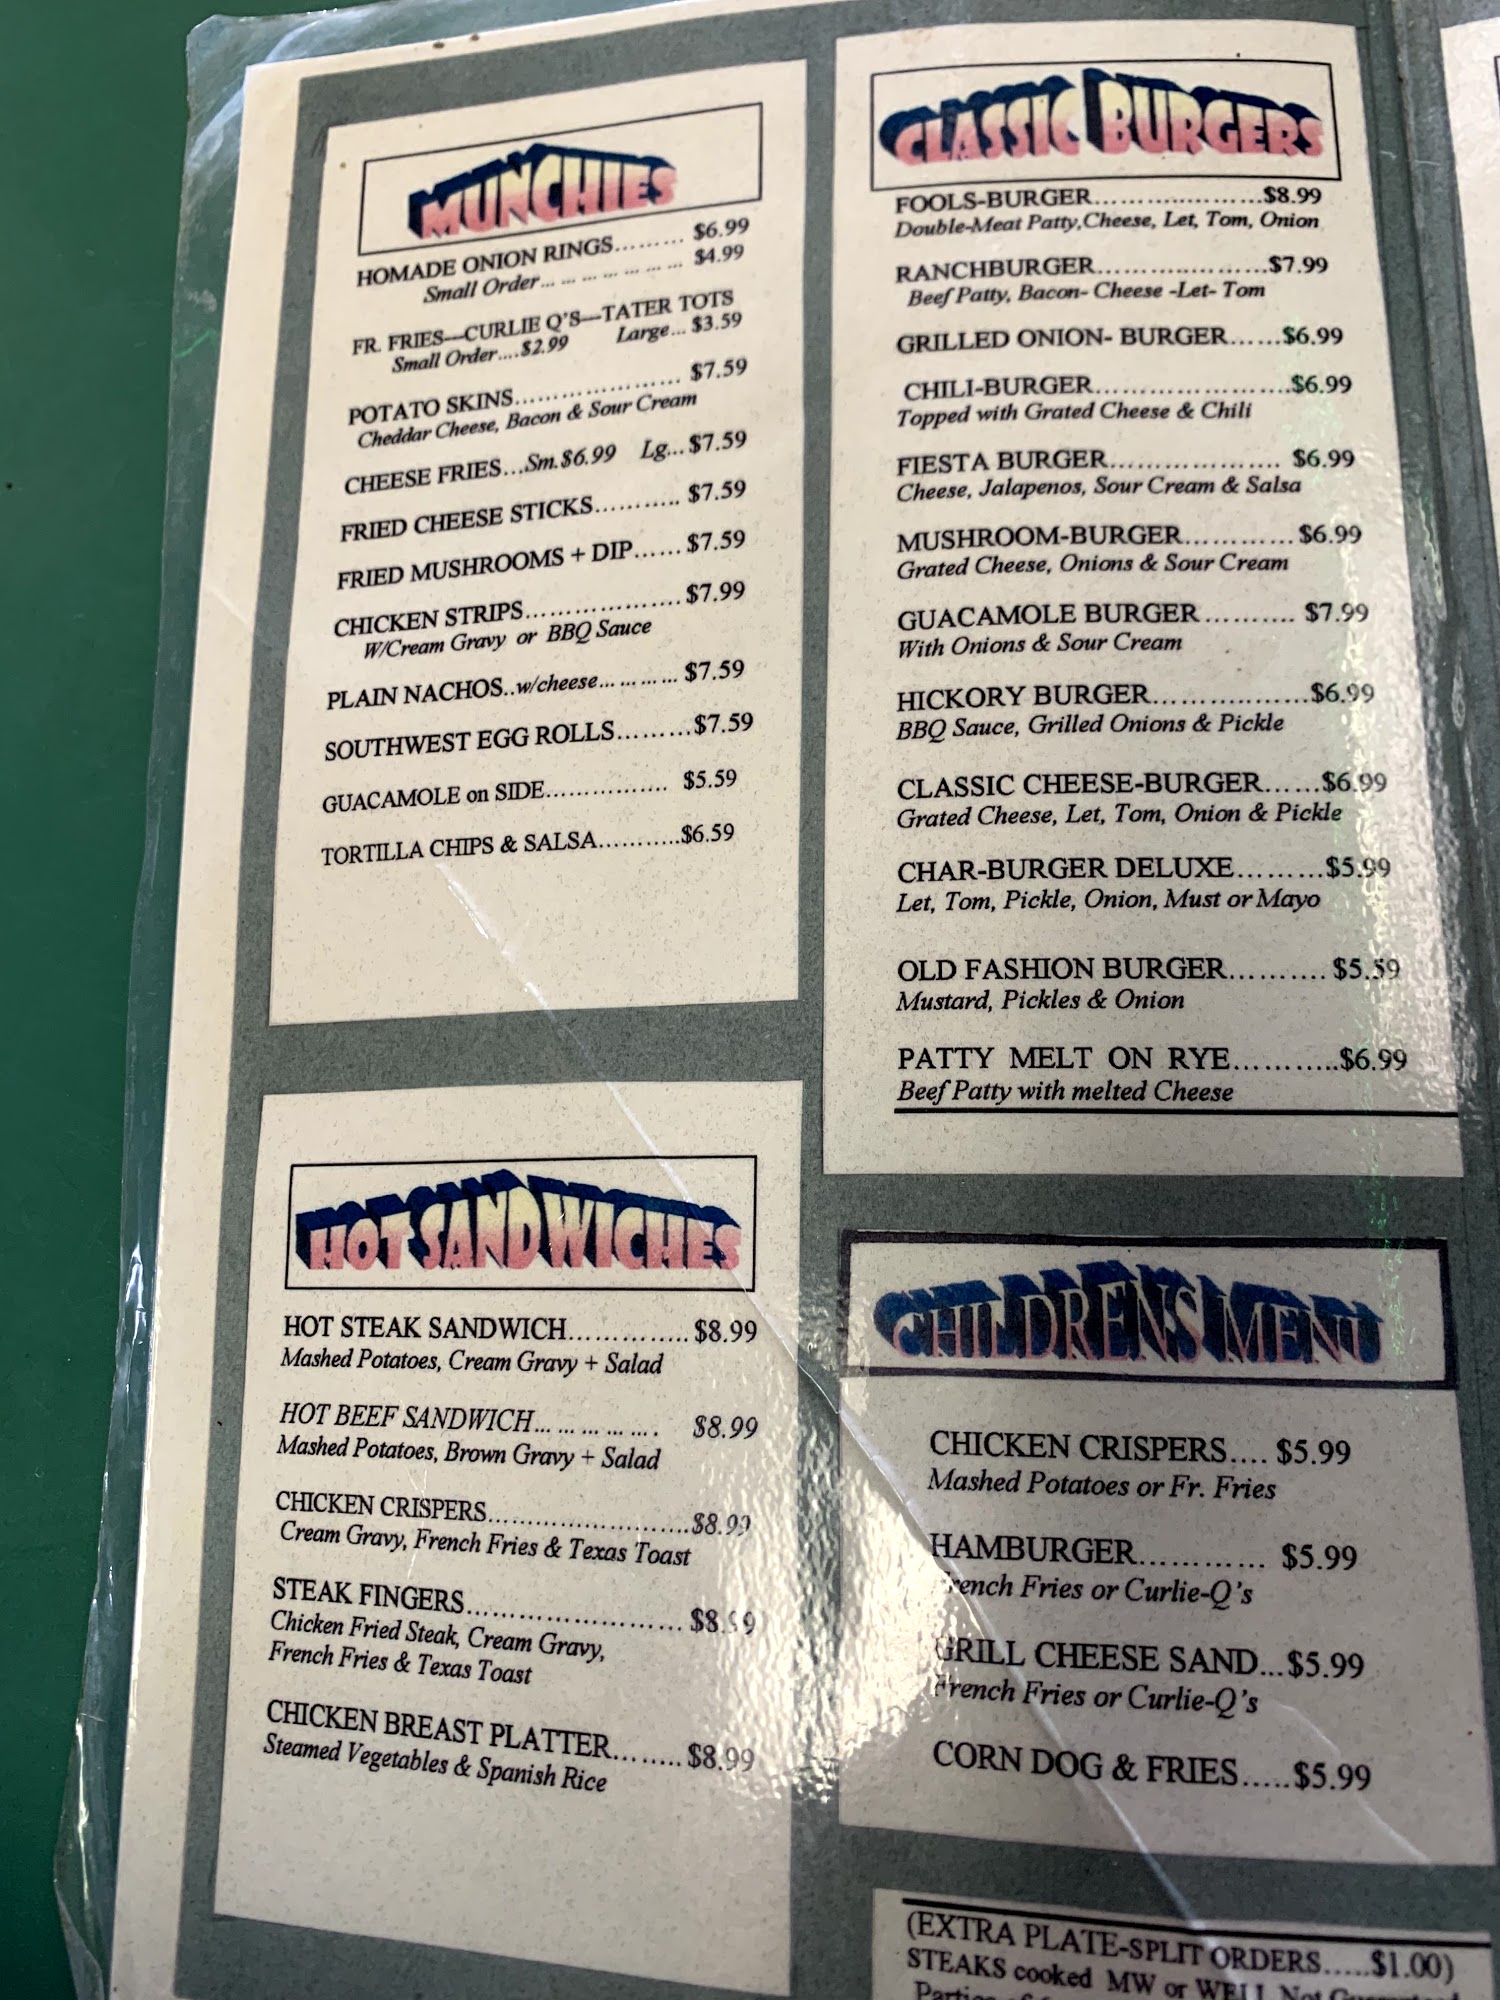 MUNCHIES
HOMADE ONION RINGS......... $6.99
Small Order... ... ... ... ... ... $4.99
FR. FRIES—CURLIE Q'S—TATER TOTS
Small Order....$2.99 Large... $3.59
POTATO SKINS........................ $7.59
Cheddar Cheese, Bacon & Sour Cream
CHEESE FRIES...Sm.$6.99 Lg...$7.59
FRIED CHEESE STICKS........... $7.59
FRIED MUSHROOMS + DIP...... $7.59
CHICKEN STRIPS.................... $7.99
W/Cream Gravy or BBQ Sauce
PLAIN NACHOS..w/cheese... ... ... ... $7.59
SOUTHWEST EGG ROLLS.........$7.59
GUACAMOLE on SIDE................ $5.59
TORTILLA CHIPS & SALSA...........$6.59
HOT SANDWICHES
HOT STEAK SANDWICH.............. $8.99
Mashed Potatoes, Cream Gravy + Salad
HOT BEEF SANDWICH... ... ... ... ... . $8.99
Mashed Potatoes, Brown Gravy + Salad
CHICKEN CRISPERS.........................$8.99
Cream Gravy, French Fries & Texas Toast
STEAK FINGERS.......................... $8.99
Chicken Fried Steak, Cream Gravy,
French Fries & Texas Toast
CHICKEN BREAST PLATTER.........$8.99
Steamed Vegetables & Spanish Rice
CLASSIC BURGERS
FOOLS-BURGER.......................$8.99
Double-Meat Patty,Cheese, Let, Tom, Onion
RANCHBURGER.......................$7.99
Beef Patty, Bacon- Cheese -Let- Tom
GRILLED ONION- BURGER......$6.99
CHILI-BURGER..........................$6.99
Topped with Grated Cheese & Chili
FIESTA BURGER..................... $6.99
Cheese, Jalapenos, Sour Cream & Salsa
MUSHROOM-BURGER............ $6.99
Grated Cheese, Onions & Sour Cream
GUACAMOLE BURGER.......... $7.99
With Onions & Sour Cream
HICKORY BURGER..................$6.99
BBQ Sauce, Grilled Onions & Pickle
CLASSIC CHEESE-BURGER......$6.99
Grated Cheese, Let, Tom, Onion & Pickle
CHAR-BURGER DELUXE.........$5.99
Let, Tom, Pickle, Onion, Must or Mayo
OLD FASHION BURGER.......... $5.59
Mustard, Pickles & Onion
PATTY MELT ON RYE...........$6.99
Beef Patty with melted Cheese
CHILDRENS MENU
CHICKEN CRISPERS.... $5.99
Mashed Potatoes or Fr. Fries
HAMBURGER............ $5.99
French Fries or Curlie-Q's
GRILL CHEESE SAND...$5.99
French Fries or Curlie-Q's
CORN DOG & FRIES.....$5.99
(EXTRA PLATE-SPLIT ORDERS.....$1.00)
STEAKS cooked MW or WELL Not Guaranteed